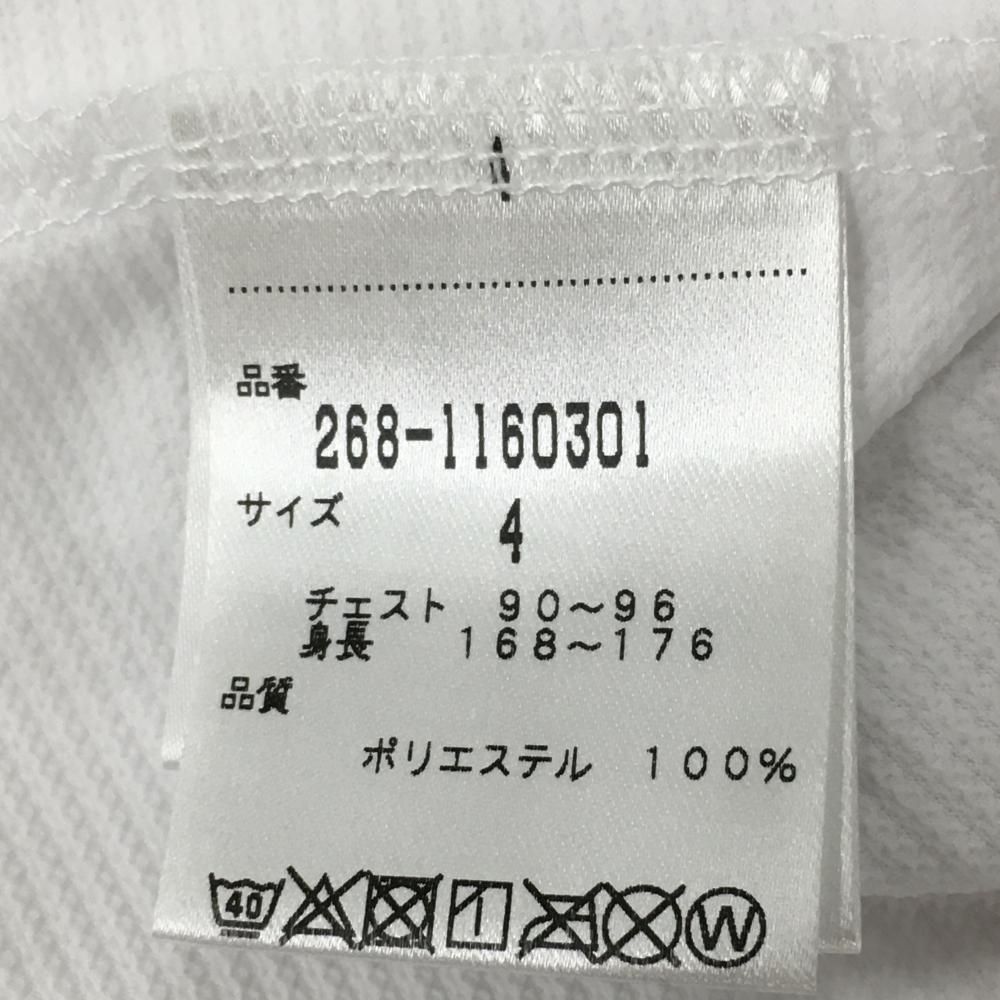 品番
268-1160301
サイズ
4
チェスト 90~96
身長 168~176
品質
ポリエステル 100%
40
W